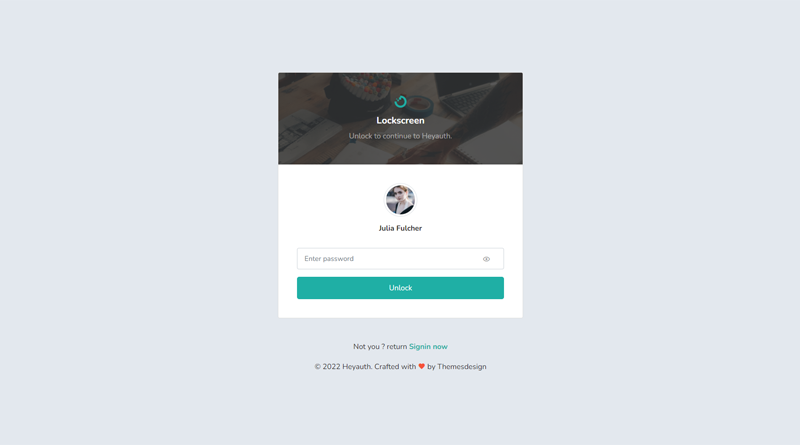 Lockscreen
Unlock to continue to Heyauth.
Julia Fulcher
Enter password
Unlock
Not you ? return Signin now
© 2022 Heyauth. Crafted with ❤ by Themesdesign